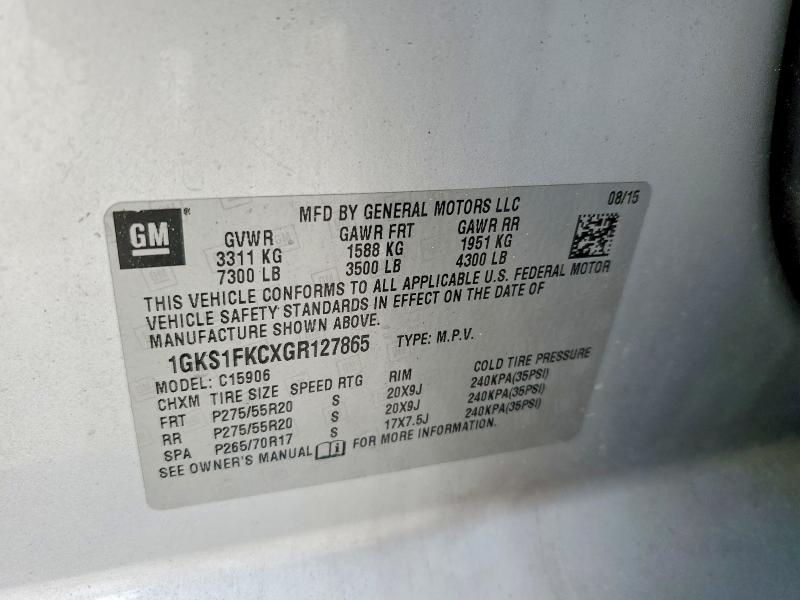 GM
MFD BY GENERAL MOTORS LLC 08/15
GVWR GAWR FRT GAWR RR
3311 KG 1588 KG 1951 KG
7300 LB 3500 LB 4300 LB
THIS VEHICLE CONFORMS TO ALL APPLICABLE U.S. FEDERAL MOTOR
VEHICLE SAFETY STANDARDS IN EFFECT ON THE DATE OF
MANUFACTURE SHOWN ABOVE.
1GKS1FKCXGR127865 TYPE: M.P.V.
MODEL: C15906
CHXM TIRE SIZE SPEED RTG RIM COLD TIRE PRESSURE
FRT P275/55R20 S 20X9J 240KPA(35PSI)
RR P275/55R20 S 20X9J 240KPA(35PSI)
SPA P265/70R17 S 17X7.5J 240KPA(35PSI)
SEE OWNER'S MANUAL i FOR MORE INFORMATION.